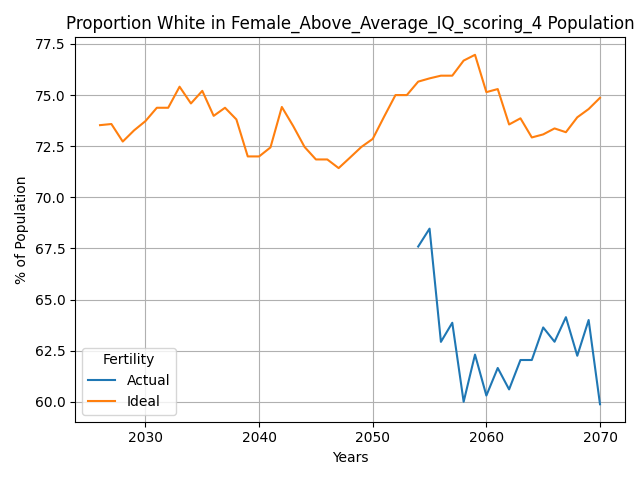 Proportion White in Female_Above_Average_IQ_scoring_4 Population
77.5
75.0
72.5
70.0
67.5
65.0
62.5
60.0
% of Population
Fertility
Actual
Ideal
2030 2040 2050 2060 2070
Years